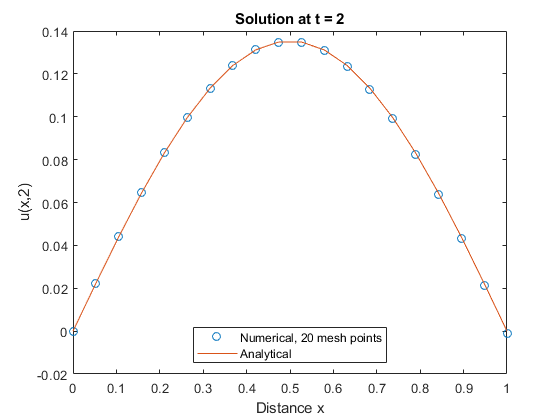 Solution at t = 2
0.14
0.12
0.1
0.08
0.06
0.04
0.02
0
-0.02
u(x,2)
Numerical, 20 mesh points
Analytical
0 0.1 0.2 0.3 0.4 0.5 0.6 0.7 0.8 0.9 1
Distance x